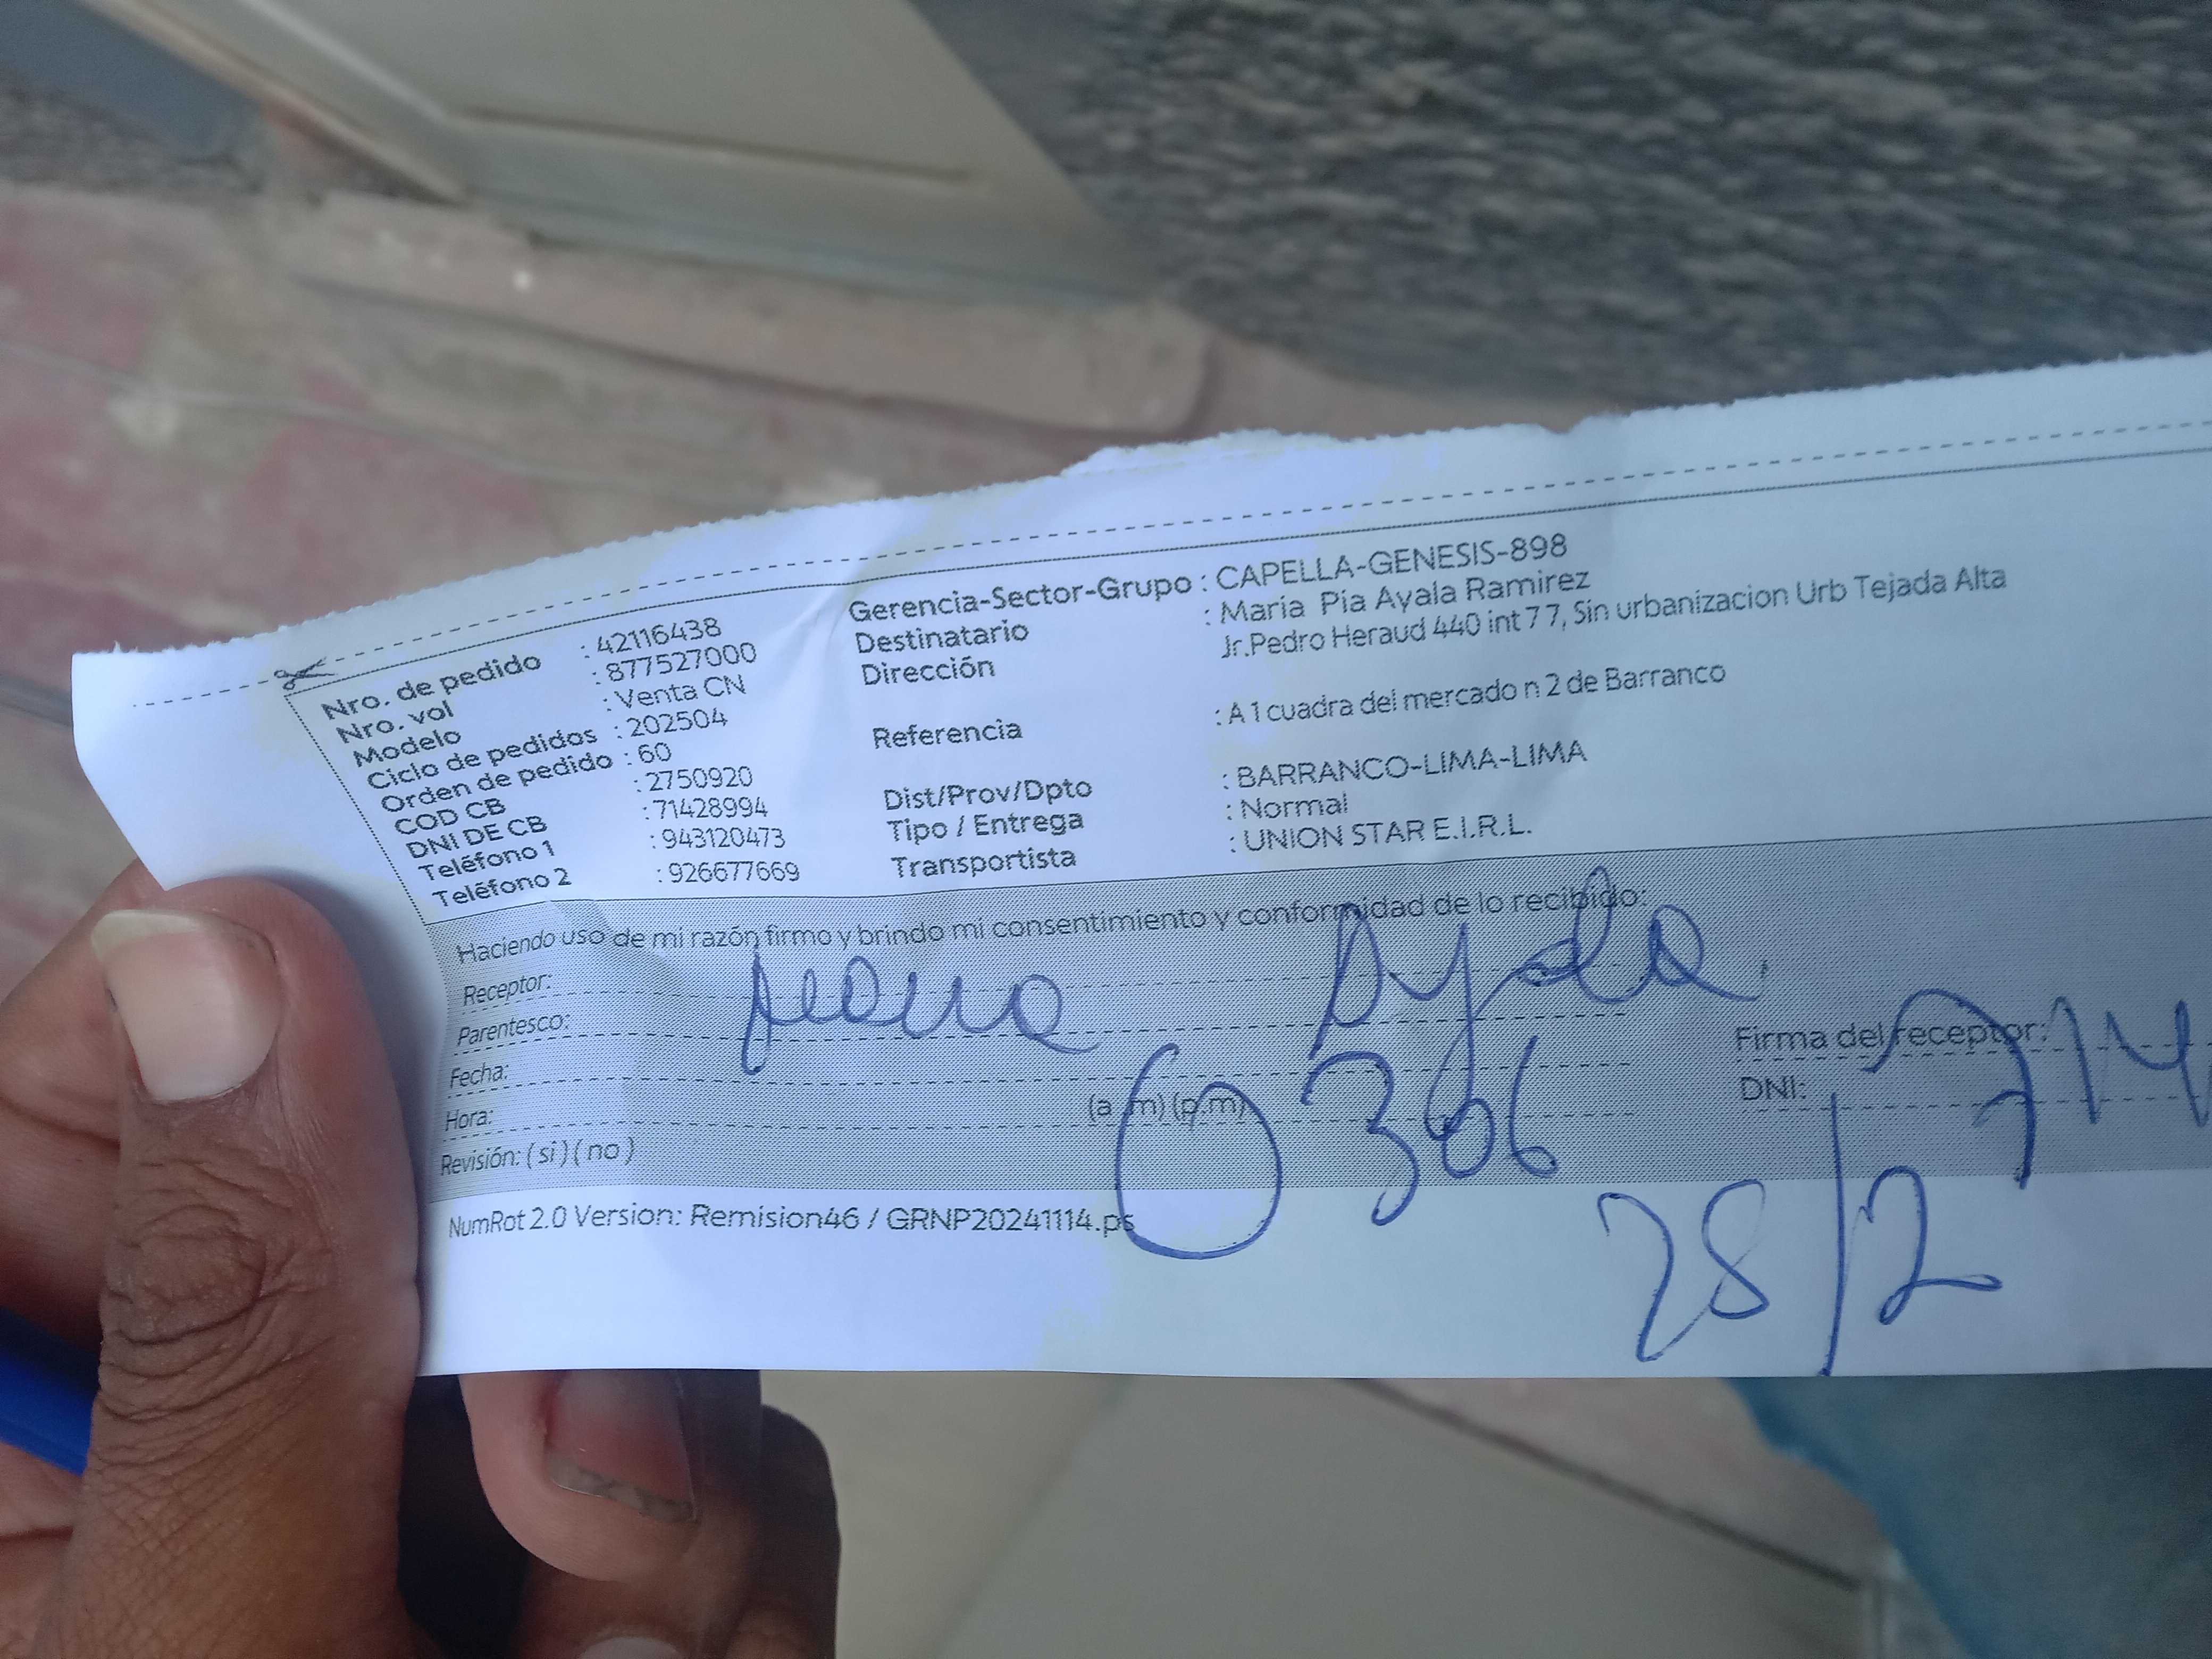 Nro. de pedido : 42116438
Nro. vol : 877527000
Modelo : Venta CN
Ciclo de pedidos : 202504
Orden de pedido : 60
COD CB : 2750920
DNI DE CB : 71428994
Teléfono 1 : 943120473
Teléfono 2 : 926677669
Gerencia-Sector-Grupo : CAPELLA-GENESIS-898
Destinatario : Maria Pia Ayala Ramirez
Dirección Jr.Pedro Heraud 440 int 7 7, Sin urbanizacion Urb Tejada Alta
Referencia : A 1 cuadra del mercado n 2 de Barranco
Dist/Prov/Dpto : BARRANCO-LIMA-LIMA
Tipo / Entrega : Normal
Transportista : UNION STAR E.I.R.L.
Haciendo uso de mi razón firmo y brindo mi consentimiento y conformidad de lo recibido:
Receptor: Ayala
Parentesco:
Fecha:
Hora: (a .m) (p.m)
Revisión: ( si ) ( no )
Firma del receptor:
DNI: 714
0306
28/2
NumRot 2.0 Version: Remision46 / GRNP20241114.ps